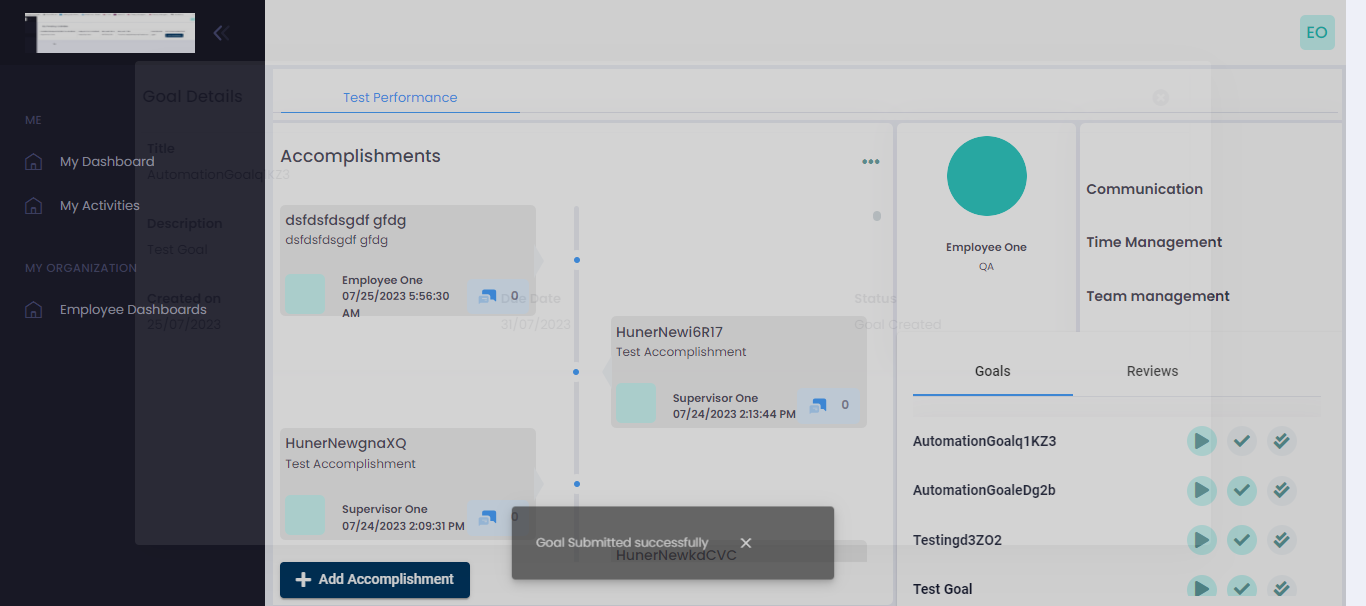 EO
ME
My Dashboard
My Activities
MY ORGANIZATION
Employee Dashboards
Goal Details
Title
AutomationGoalq1KZ3
Description
Test Goal
Created on
25/07/2023
Due Date
31/07/2023
Status
Goal Created
Test Performance
Accomplishments
dsfdsfdsgdf gfdg
dsfdsfdsgdf gfdg
Employee One
07/25/2023 5:56:30
AM
0
HunerNewi6R17
Test Accomplishment
Supervisor One
07/24/2023 2:13:44 PM
0
HunerNewgnaXQ
Test Accomplishment
Supervisor One
07/24/2023 2:09:31 PM
0
HunerNewkdCVC
Add Accomplishment
Goal Submitted successfully
Employee One
QA
Communication
Time Management
Team management
Goals
Reviews
AutomationGoalq1KZ3
AutomationGoaleDg2b
Testingd3ZO2
Test Goal